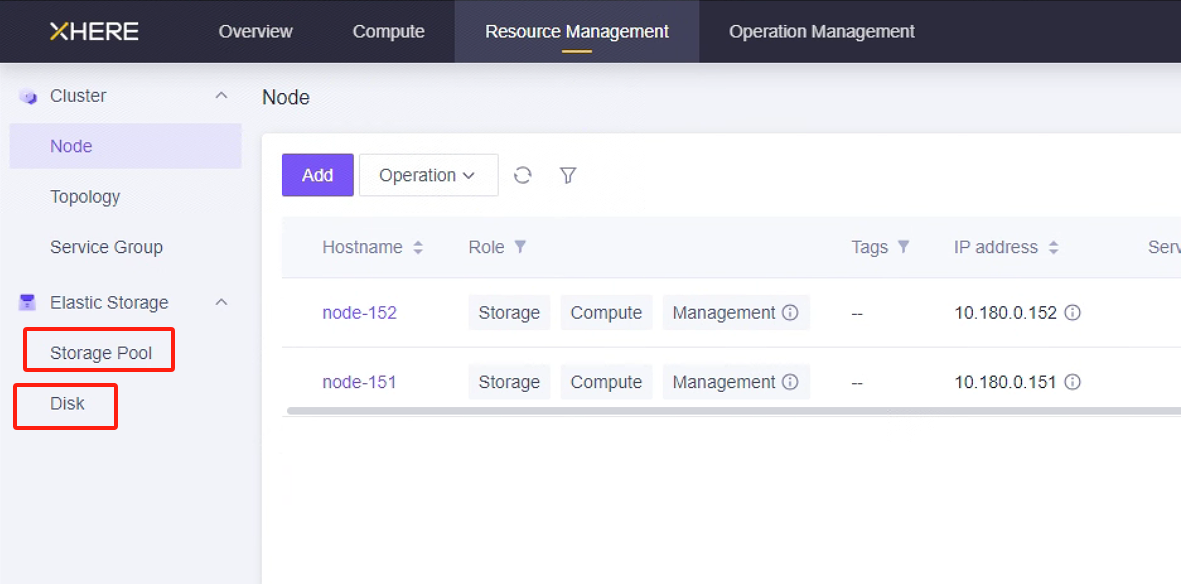 XHERE Overview Compute Resource Management Operation Management
Cluster
Node
Topology
Service Group
Elastic Storage
Storage Pool
Disk
Node
Add Operation
Hostname Role Tags IP address Serv
node-152 Storage Compute Management -- 10.180.0.152
node-151 Storage Compute Management -- 10.180.0.151